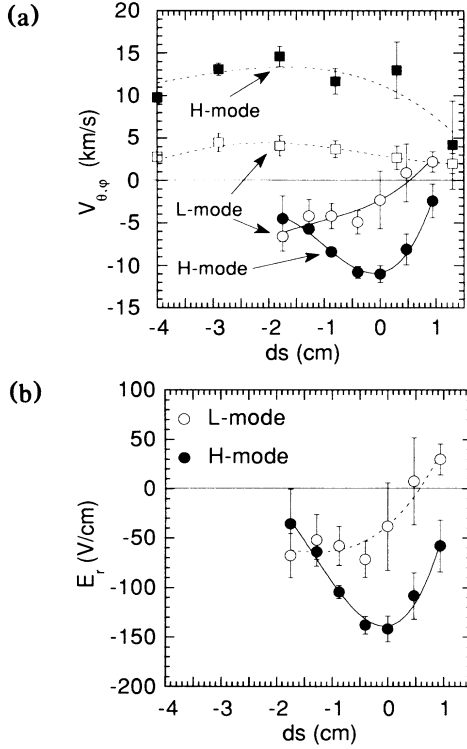 (a)
20
15
10
5
0
-5
-10
-15
V_θ,φ (km/s)
H-mode
L-mode
H-mode
-4 -3 -2 -1 0 1
ds (cm)
(b)
100
50
0
-50
-100
-150
-200
E_r (V/cm)
L-mode
H-mode
-4 -3 -2 -1 0 1
ds (cm)